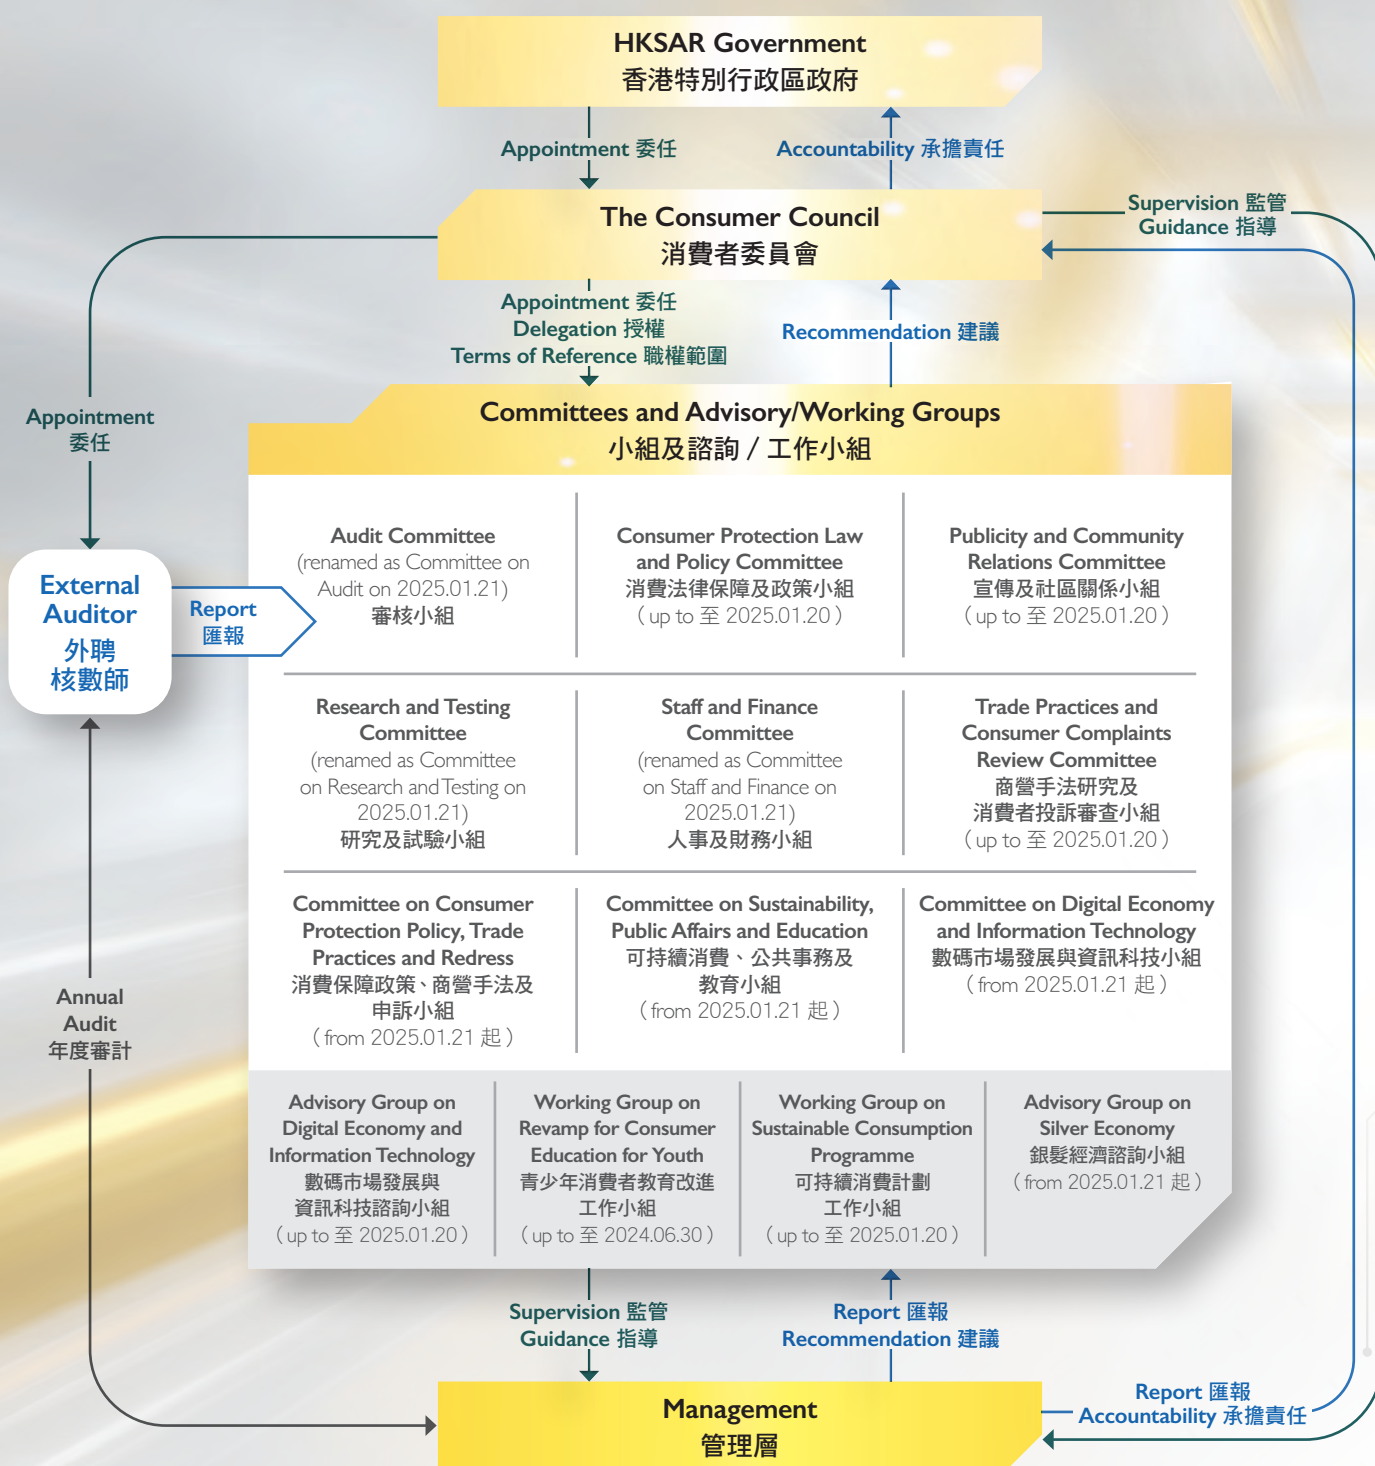 HKSAR Government
香港特別行政區政府
Appointment 委任
Accountability 承擔責任
The Consumer Council
消費者委員會
Supervision 監管
Guidance 指導
Appointment 委任
Delegation 授權
Terms of Reference 職權範圍
Recommendation 建議
Appointment
委任
Committees and Advisory/Working Groups
小組及諮詢 / 工作小組
External
Auditor
外聘
核數師
Report
匯報
Audit Committee
(renamed as Committee on
Audit on 2025.01.21)
審核小組
Consumer Protection Law
and Policy Committee
消費法律保障及政策小組
（up to 至 2025.01.20）
Publicity and Community
Relations Committee
宣傳及社區關係小組
（up to 至 2025.01.20）
Research and Testing
Committee
(renamed as Committee
on Research and Testing on
2025.01.21)
研究及試驗小組
Staff and Finance
Committee
(renamed as Committee
on Staff and Finance on
2025.01.21)
人事及財務小組
Trade Practices and
Consumer Complaints
Review Committee
商營手法研究及
消費者投訴審查小組
（up to 至 2025.01.20）
Committee on Consumer
Protection Policy, Trade
Practices and Redress
消費保障政策、商營手法及
申訴小組
（from 2025.01.21 起）
Committee on Sustainability,
Public Affairs and Education
可持續消費、公共事務及
教育小組
（from 2025.01.21 起）
Committee on Digital Economy
and Information Technology
數碼市場發展與資訊科技小組
（from 2025.01.21 起）
Annual
Audit
年度審計
Advisory Group on
Digital Economy and
Information Technology
數碼市場發展與
資訊科技諮詢小組
（up to 至 2025.01.20）
Working Group on
Revamp for Consumer
Education for Youth
青少年消費者教育改進
工作小組
（up to 至 2024.06.30）
Working Group on
Sustainable Consumption
Programme
可持續消費計劃
工作小組
（up to 至 2025.01.20）
Advisory Group on
Silver Economy
銀髮經濟諮詢小組
（from 2025.01.21 起）
Supervision 監管
Guidance 指導
Report 匯報
Recommendation 建議
Management
管理層
Report 匯報
Accountability 承擔責任